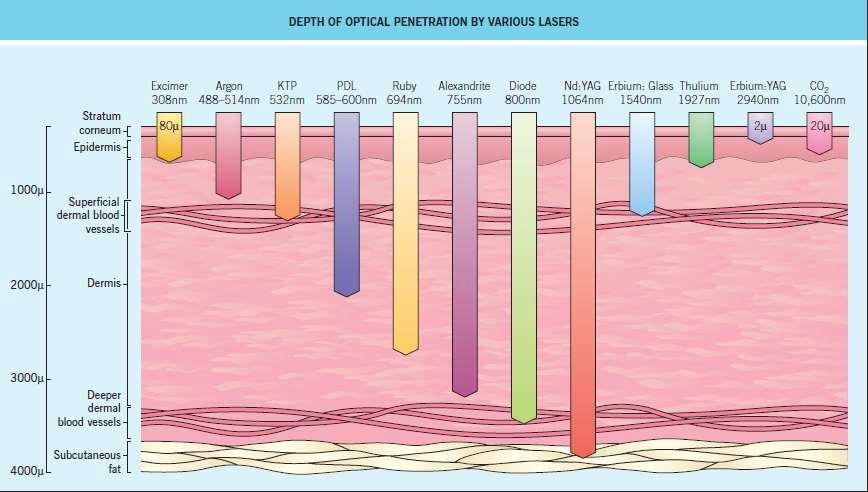 DEPTH OF OPTICAL PENETRATION BY VARIOUS LASERS
Excimer Argon KTP PDL Ruby Alexandrite Diode Nd:YAG Erbium: Glass Thulium Erbium:YAG CO₂
308nm 488–514nm 532nm 585–600nm 694nm 755nm 800nm 1064nm 1540nm 1927nm 2940nm 10,600nm
Stratum
corneum
80µ 2µ 20µ
Epidermis
1000µ
Superficial
dermal blood
vessels
2000µ Dermis
3000µ
Deeper
dermal
blood vessels
Subcutaneous
fat
4000µ